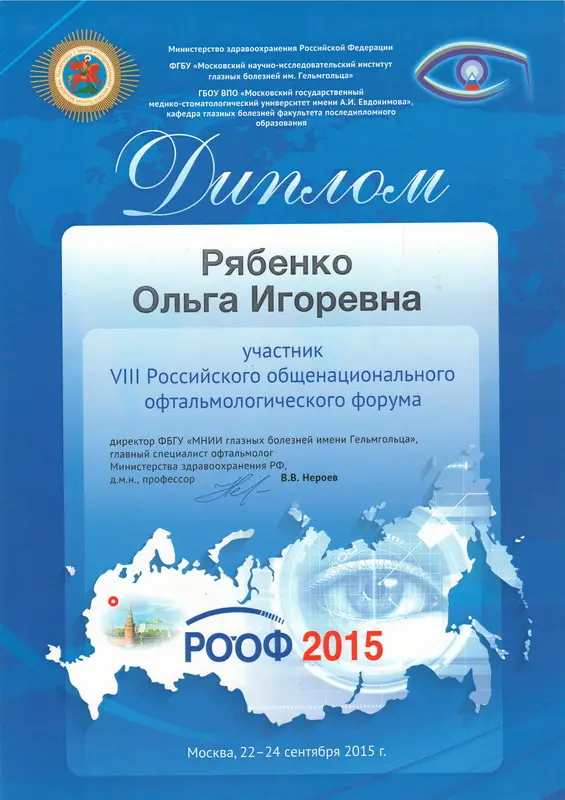 Министерство здравоохранения Российской Федерации
ФГБУ «Московский научно-исследовательский институт
глазных болезней им. Гельмгольца»
ГБОУ ВПО «Московский государственный
медико-стоматологический университет имени А.И. Евдокимова»,
кафедра глазных болезней факультета последипломного
образования
Диплом
Рябенко
Ольга Игоревна
участник
VIII Российского общенационального
офтальмологического форума
директор ФБГУ «МНИИ глазных болезней имени Гельмгольца»,
главный специалист офтальмолог
Министерства здравоохранения РФ,
д.м.н., профессор
В.В. Нероев
РООФ 2015
Москва, 22–24 сентября 2015 г.